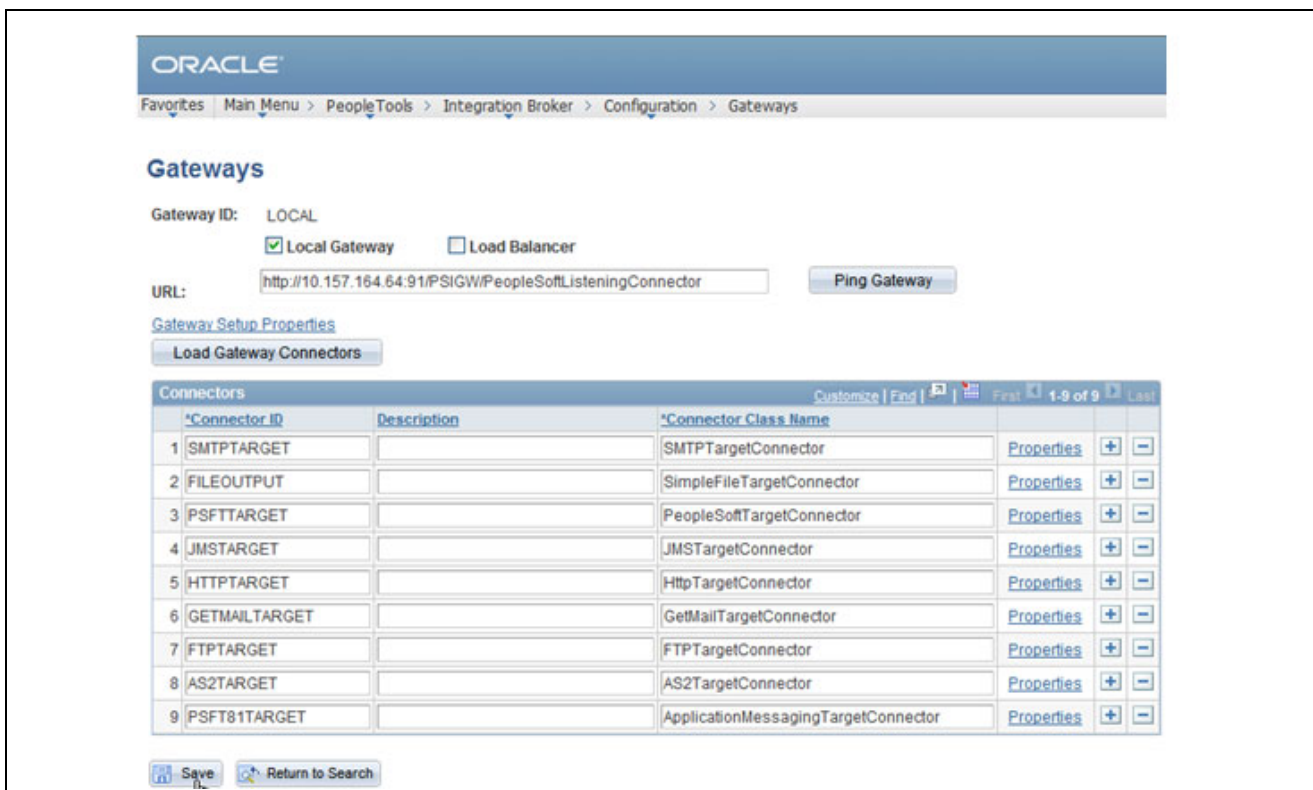 ORACLE
Favorites Main Menu > PeopleTools > Integration Broker > Configuration > Gateways
Gateways
Gateway ID: LOCAL
Local Gateway Load Balancer
URL: http://10.157.164.64:91/PSIGW/PeopleSoftListeningConnector Ping Gateway
Gateway Setup Properties
Load Gateway Connectors
Connectors Customize | Find | | First 1-9 of 9 Last
*Connector ID Description *Connector Class Name
1 SMTPTARGET SMTPTargetConnector Properties + -
2 FILEOUTPUT SimpleFileTargetConnector Properties + -
3 PSFTTARGET PeopleSoftTargetConnector Properties + -
4 JMSTARGET JMSTargetConnector Properties + -
5 HTTPTARGET HttpTargetConnector Properties + -
6 GETMAILTARGET GetMailTargetConnector Properties + -
7 FTPTARGET FTPTargetConnector Properties + -
8 AS2TARGET AS2TargetConnector Properties + -
9 PSFT81TARGET ApplicationMessagingTargetConnector Properties + -
Save Return to Search